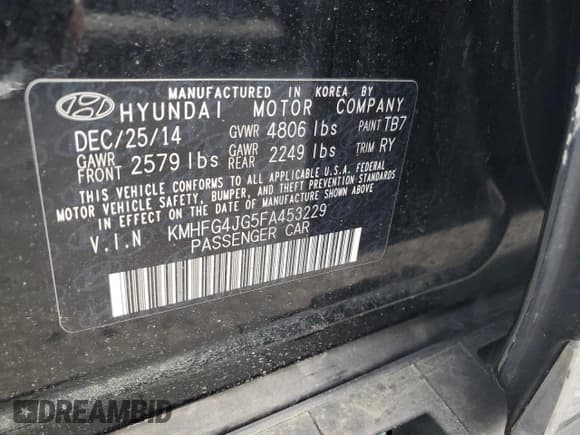 MANUFACTURED IN KOREA BY
HYUNDAI MOTOR COMPANY
DEC/25/14 GVWR 4806 lbs PAINT TB7
GAWR FRONT 2579 lbs GAWR REAR 2249 lbs TRIM RY
THIS VEHICLE CONFORMS TO ALL APPLICABLE U.S.A. FEDERAL
MOTOR VEHICLE SAFETY, BUMPER, AND THEFT PREVENTION STANDARDS
IN EFFECT ON THE DATE OF MANUFACTURE SHOWN ABOVE
V.I.N KMHFG4JG5FA453229
PASSENGER CAR
DREAMBID